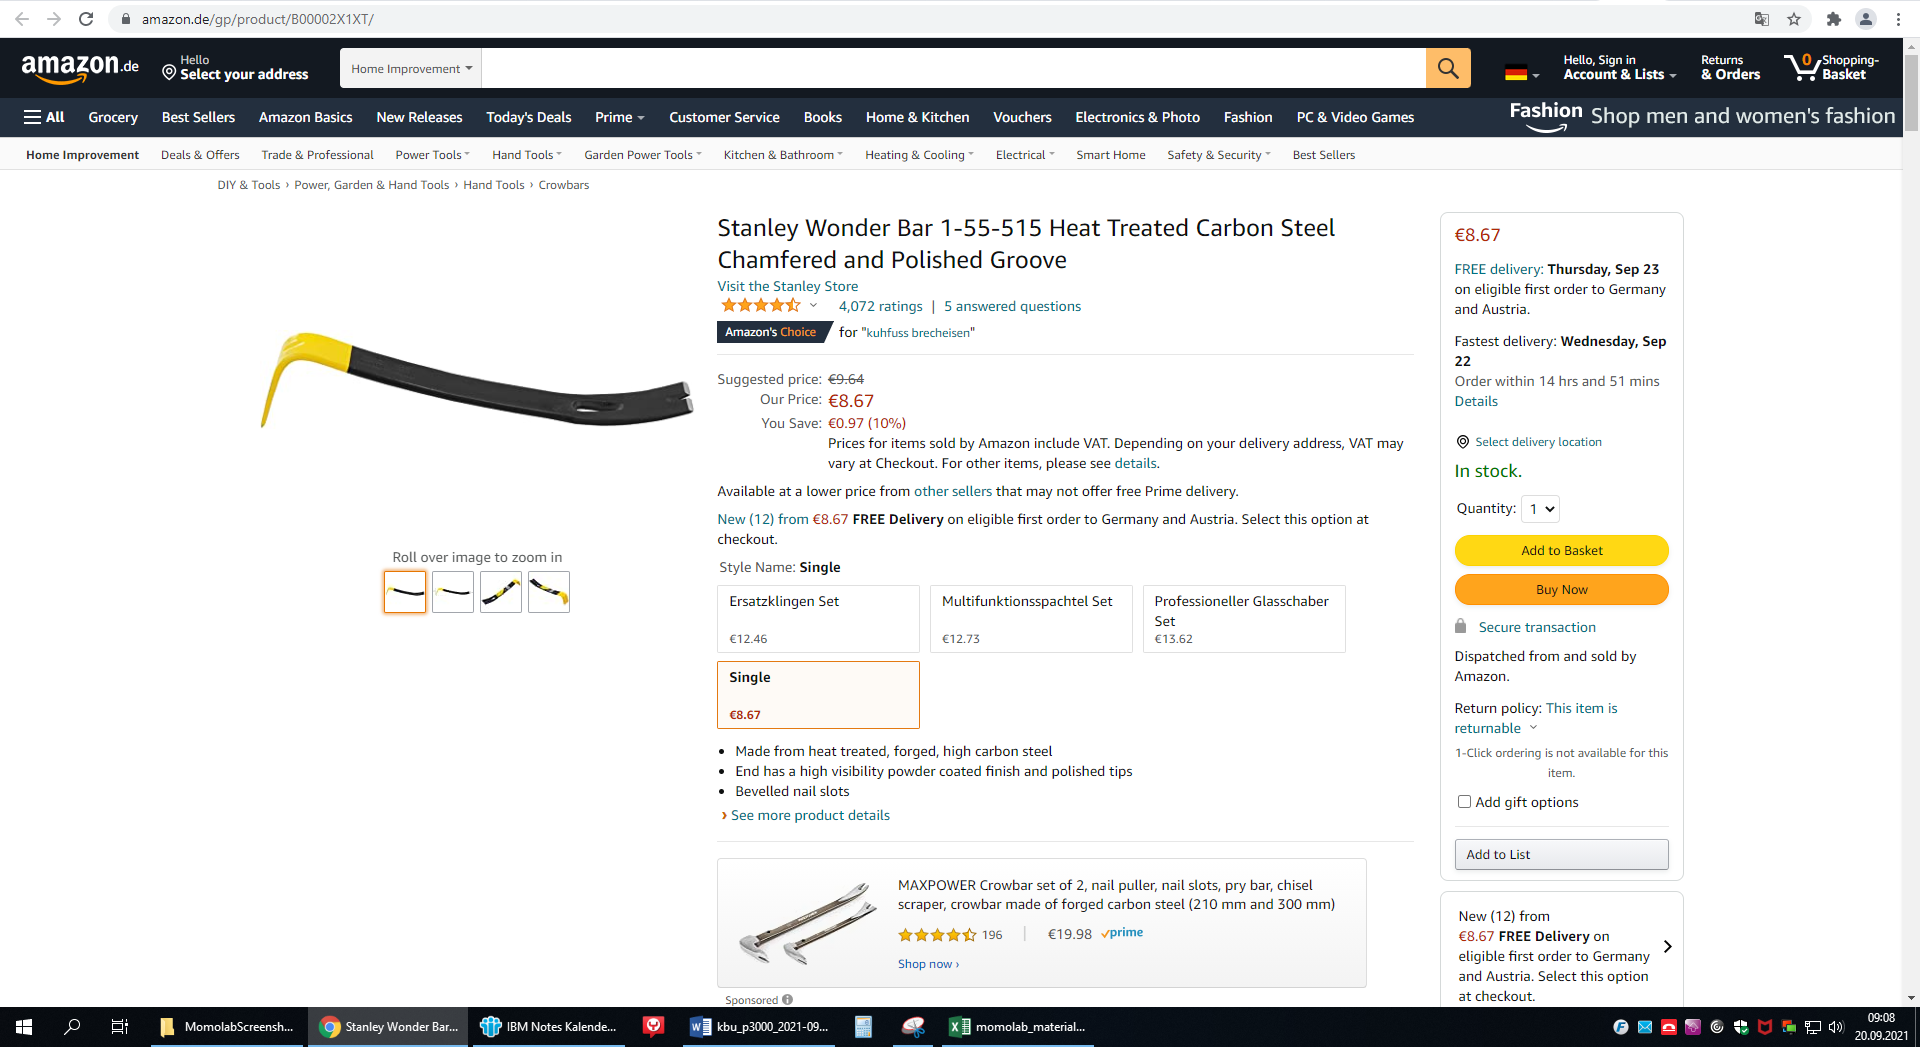 amazon.de/gp/product/B00002X1XT/
amazon.de
Hello
Select your address
Home Improvement
Hello, Sign in
Account & Lists
Returns
& Orders
0
Shopping-
Basket
All
Grocery
Best Sellers
Amazon Basics
New Releases
Today's Deals
Prime
Customer Service
Books
Home & Kitchen
Vouchers
Electronics & Photo
Fashion
PC & Video Games
Fashion Shop men and women's fashion
Home Improvement
Deals & Offers
Trade & Professional
Power Tools
Hand Tools
Garden Power Tools
Kitchen & Bathroom
Heating & Cooling
Electrical
Smart Home
Safety & Security
Best Sellers
DIY & Tools › Power, Garden & Hand Tools › Hand Tools › Crowbars
Roll over image to zoom in
Stanley Wonder Bar 1-55-515 Heat Treated Carbon Steel
Chamfered and Polished Groove
Visit the Stanley Store
4,072 ratings | 5 answered questions
Amazon's Choice for "kuhfuss brecheisen"
Suggested price: €9.64
Our Price: €8.67
You Save: €0.97 (10%)
Prices for items sold by Amazon include VAT. Depending on your delivery address, VAT may
vary at Checkout. For other items, please see details.
Available at a lower price from other sellers that may not offer free Prime delivery.
New (12) from €8.67 FREE Delivery on eligible first order to Germany and Austria. Select this option at
checkout.
Style Name: Single
Ersatzklingen Set
€12.46
Multifunktionsspachtel Set
€12.73
Professioneller Glasschaber
Set
€13.62
Single
€8.67
• Made from heat treated, forged, high carbon steel
• End has a high visibility powder coated finish and polished tips
• Bevelled nail slots
› See more product details
MAXPOWER Crowbar set of 2, nail puller, nail slots, pry bar, chisel
scraper, crowbar made of forged carbon steel (210 mm and 300 mm)
196 | €19.98 prime
Shop now ›
Sponsored
€8.67
FREE delivery: Thursday, Sep 23
on eligible first order to Germany
and Austria.
Fastest delivery: Wednesday, Sep
22
Order within 14 hrs and 51 mins
Details
Select delivery location
In stock.
Quantity: 1
Add to Basket
Buy Now
Secure transaction
Dispatched from and sold by
Amazon.
Return policy: This item is
returnable
1-Click ordering is not available for this
item.
Add gift options
Add to List
New (12) from
€8.67 FREE Delivery on
eligible first order to Germany
and Austria. Select this option
at checkout.
MomolabScreensh...
Stanley Wonder Bar...
IBM Notes Kalende...
kbu_p3000_2021-09...
momolab_material...
09:08
20.09.2021